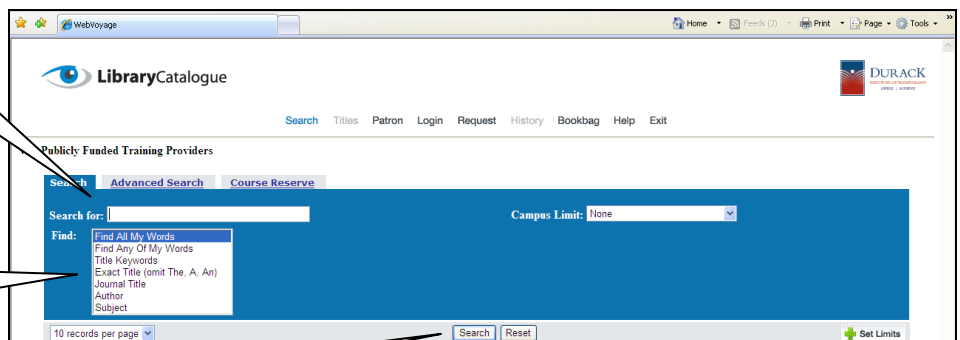 WebVoyage
Home Feeds (J) Print Page Tools »
LibraryCatalogue
DURACK
INSTITUTE OF TECHNOLOGY
Search Titles Patron Login Request History Bookbag Help Exit
Publicly Funded Training Providers
Search Advanced Search Course Reserve
Search for: Campus Limit: None
Find: Find All My Words
Find Any Of My Words
Title Keywords
Exact Title (omit The, A, An)
Journal Title
Author
Subject
10 records per page Search Reset Set Limits